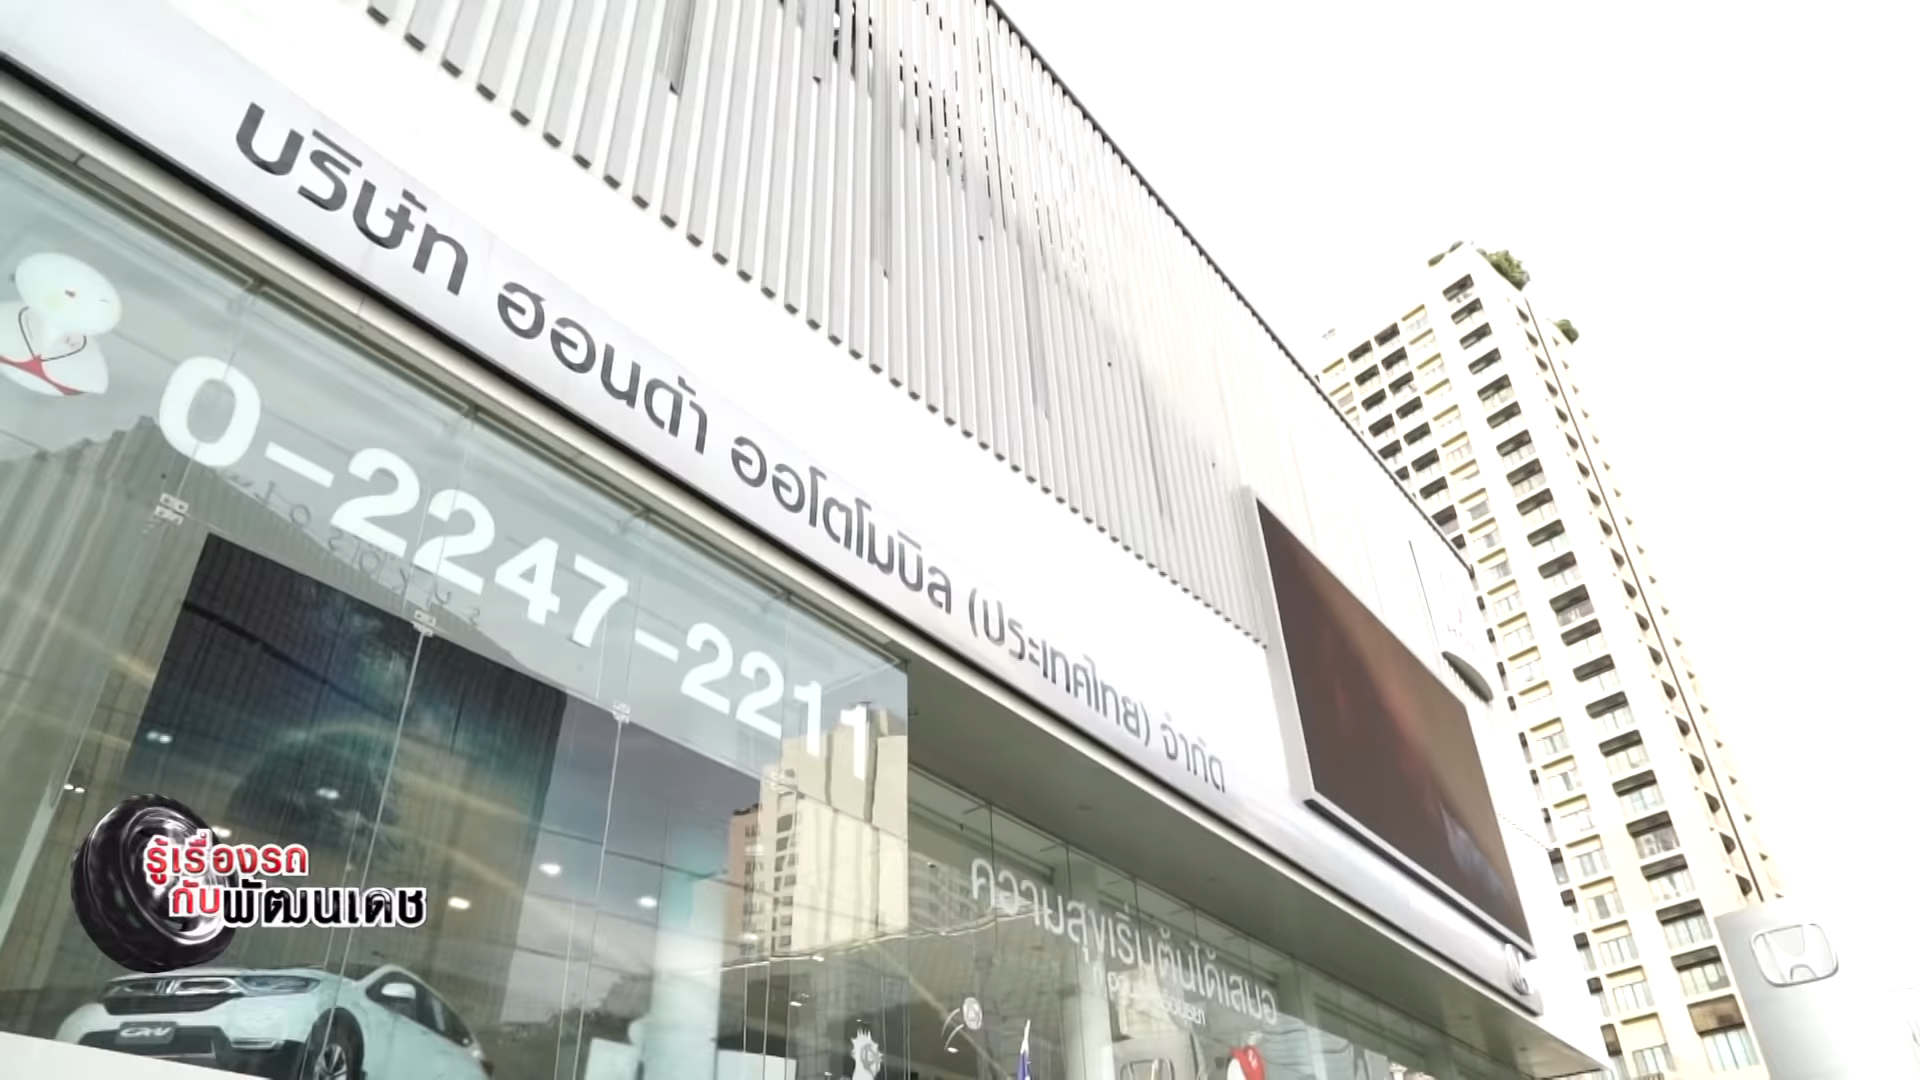 บริษัท ฮอนด้า ออโตโมบิล (ประเทศไทย) จำกัด
0-2247-2211
ความสุขเริ่มต้นได้เสมอ
รู้เรื่องรถ
กับพัฒนเดช
CR-V